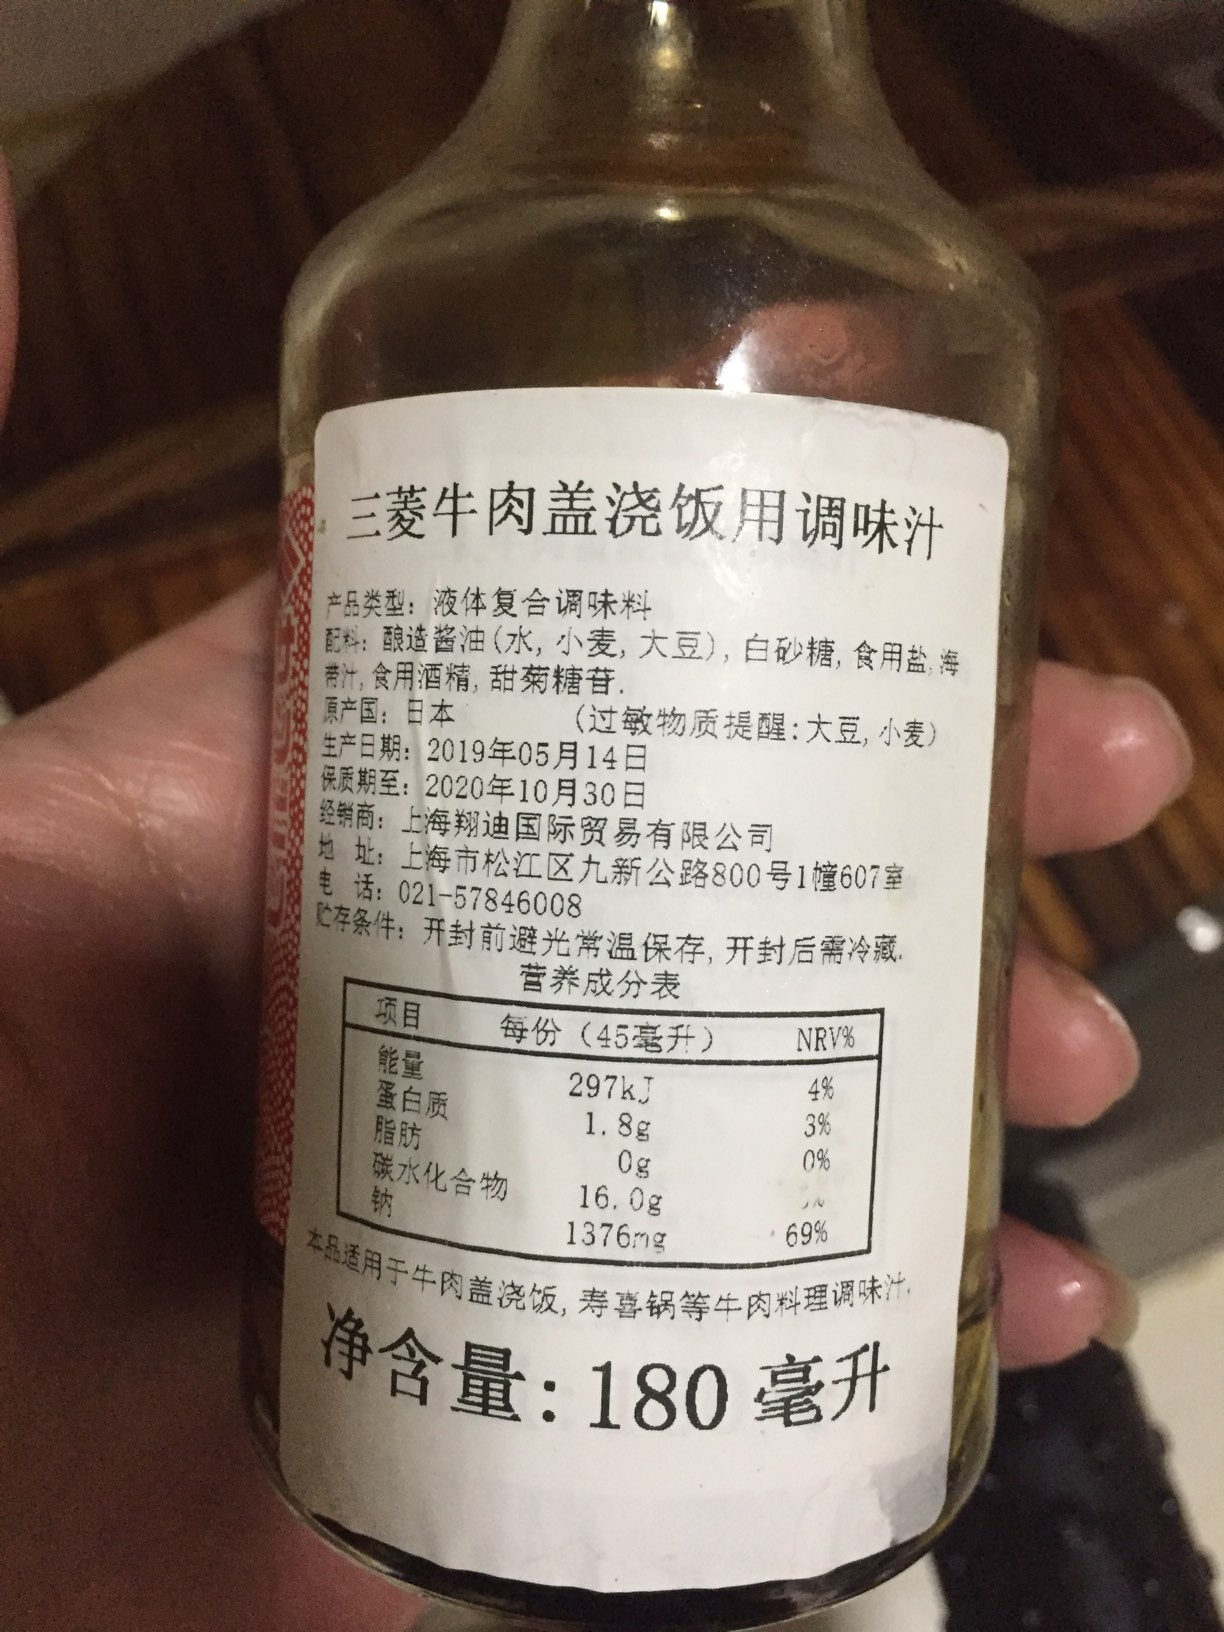 三菱牛肉盖浇饭用调味汁
产品类型: 液体复合调味料
配料: 酿造酱油(水, 小麦, 大豆), 白砂糖, 食用盐, 海
带汁, 食用酒精, 甜菊糖苷.
原产国: 日本 (过敏物质提醒: 大豆, 小麦)
生产日期: 2019年05月14日
保质期至: 2020年10月30日
经销商: 上海翔迪国际贸易有限公司
地 址: 上海市松江区九新公路800号1幢607室
电 话: 021-57846008
贮存条件: 开封前避光常温保存, 开封后需冷藏.
营养成分表
项目 每份 (45毫升) NRV%
能量 297kJ 4%
蛋白质 1.8g 3%
脂肪 0g 0%
碳水化合物 16.0g
钠 1376mg 69%
本品适用于牛肉盖浇饭, 寿喜锅等牛肉料理调味汁.
净含量: 180 毫升